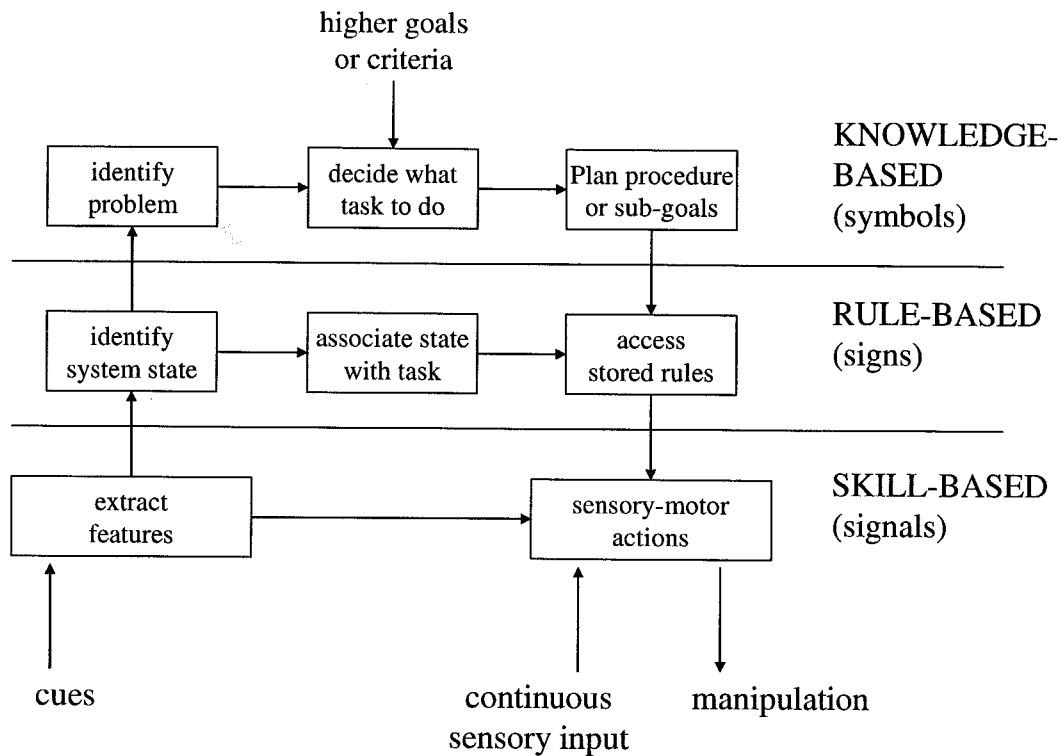 higher goals
or criteria
identify
problem
decide what
task to do
Plan procedure
or sub-goals
KNOWLEDGE-
BASED
(symbols)
identify
system state
associate state
with task
access
stored rules
RULE-BASED
(signs)
extract
features
sensory-motor
actions
SKILL-BASED
(signals)
cues
continuous
sensory input
manipulation